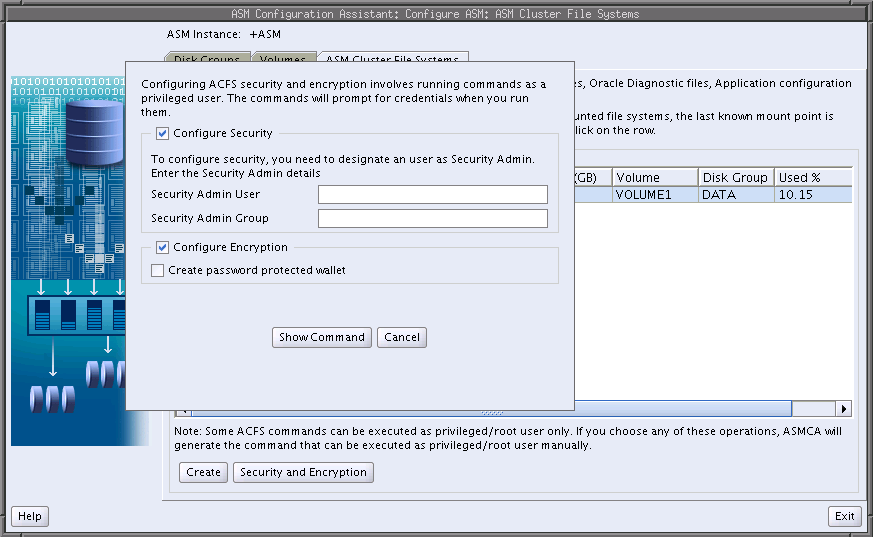 ASM Configuration Assistant: Configure ASM: ASM Cluster File Systems
ASM Instance: +ASM
Disk Groups Volumes ASM Cluster File Systems
Configuring ACFS security and encryption involves running commands as a
privileged user. The commands will prompt for credentials when you run
them.
Configure Security
To configure security, you need to designate an user as Security Admin.
Enter the Security Admin details
Security Admin User
Security Admin Group
Configure Encryption
Create password protected wallet
Show Command Cancel
es, Oracle Diagnostic files, Application configuration
unted file systems, the last known mount point is
lick on the row.
(GB) Volume Disk Group Used %
VOLUME1 DATA 10.15
Note: Some ACFS commands can be executed as privileged/root user only. If you choose any of these operations, ASMCA will
generate the command that can be executed as privileged/root user manually.
Create Security and Encryption
Help Exit